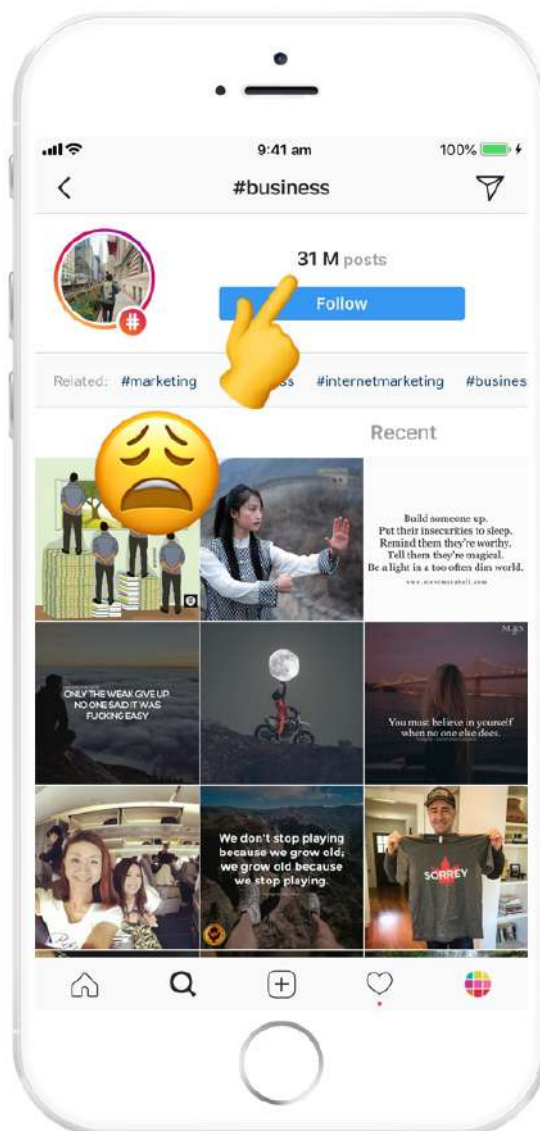 9:41 am
100%
#business
31 M posts
Follow
Related: #marketing #internetmarketing #busines
Recent
Build someone up.
Put their insecurities to sleep.
Remind them they're worthy.
Tell them they're magical.
Be a light in a too often dim world.
ONLY THE WEAK GIVE UP
NO ONE SAID IT WAS
FUCKING EASY
You must believe in yourself
when no one else does.
We don't stop playing
because we grow old;
we grow old because
we stop playing.
SORREY